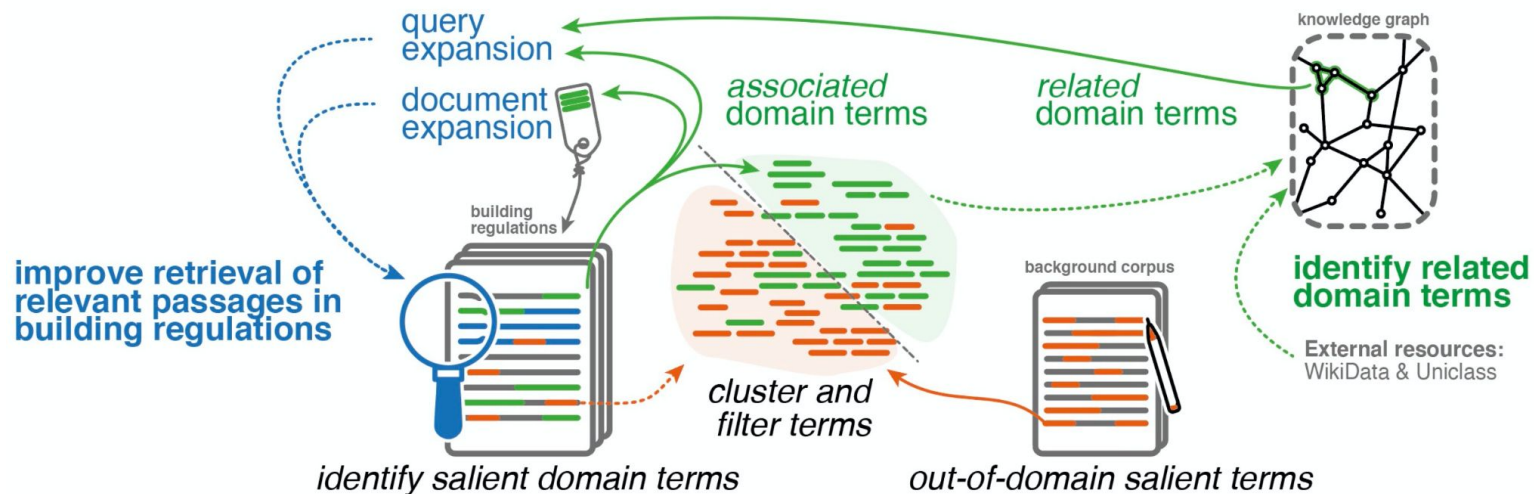 query
expansion
document
expansion
associated
domain terms
related
domain terms
knowledge graph
building
regulations
improve retrieval of
relevant passages in
building regulations
background corpus
identify related
domain terms
External resources:
WikiData & Uniclass
cluster and
filter terms
identify salient domain terms
out-of-domain salient terms